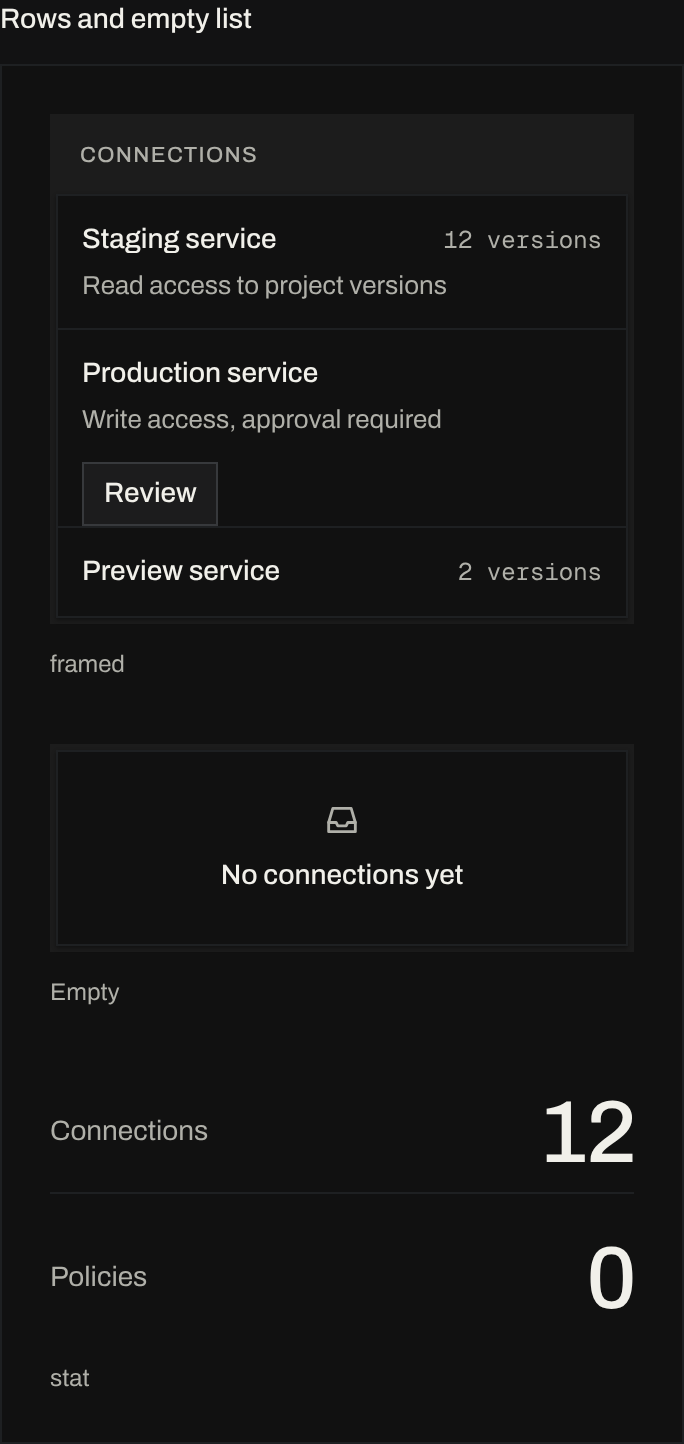 Rows and empty list
CONNECTIONS
Staging service 12 versions
Read access to project versions
Production service
Write access, approval required
Review
Preview service 2 versions
framed
No connections yet
Empty
Connections 12
Policies 0
stat